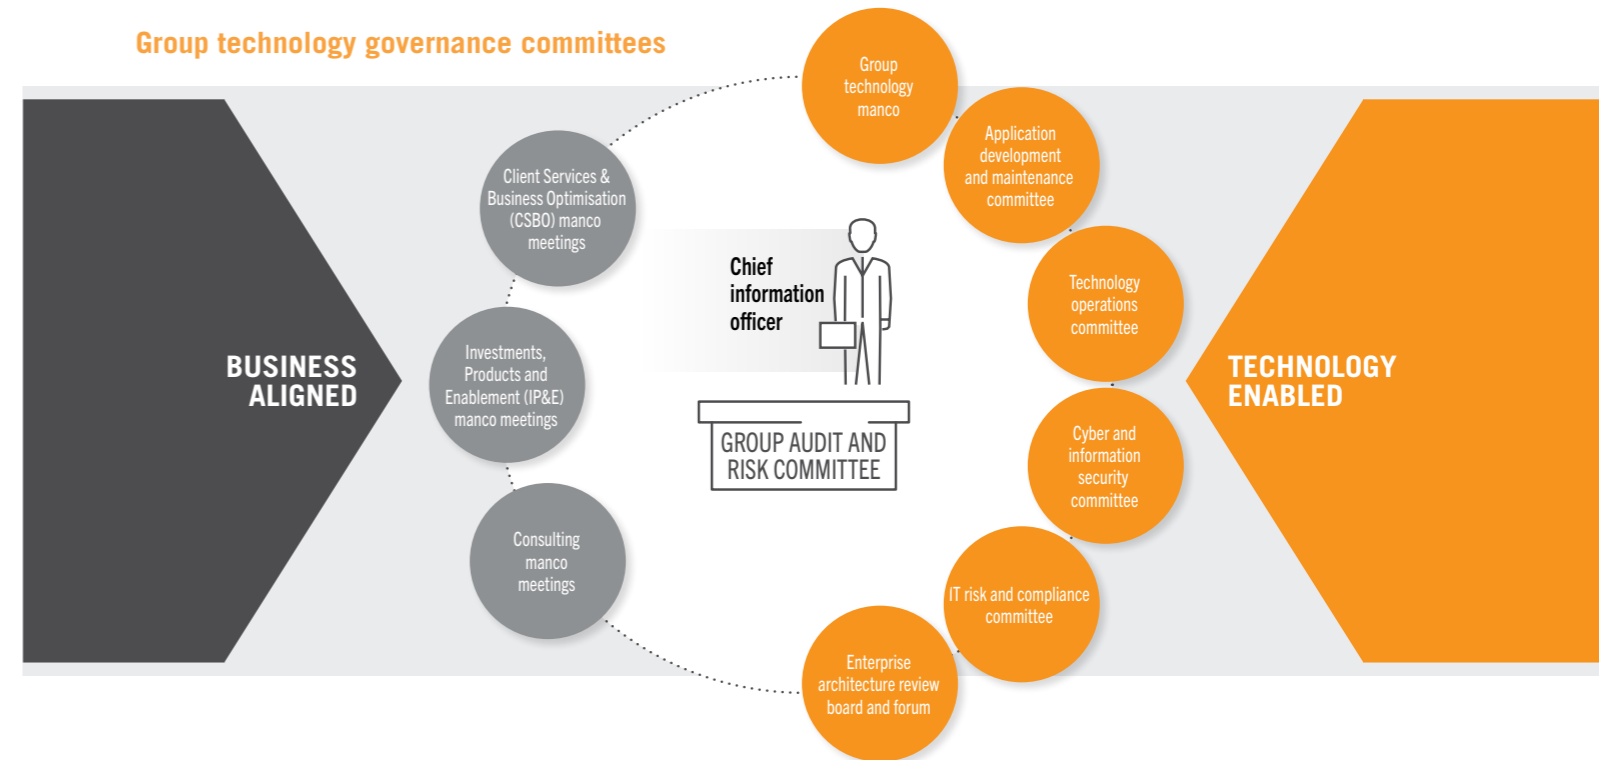 Group technology governance committees
BUSINESS
ALIGNED
Client Services &
Business Optimisation
(CSBO) manco
meetings
Investments,
Products and
Enablement (IP&E)
manco meetings
Consulting
manco
meetings
Chief
information
officer
GROUP AUDIT AND
RISK COMMITTEE
Group
technology
manco
Application
development
and maintenance
committee
Technology
operations
committee
Cyber and
information
security
committee
IT risk and compliance
committee
Enterprise
architecture review
board and forum
TECHNOLOGY
ENABLED